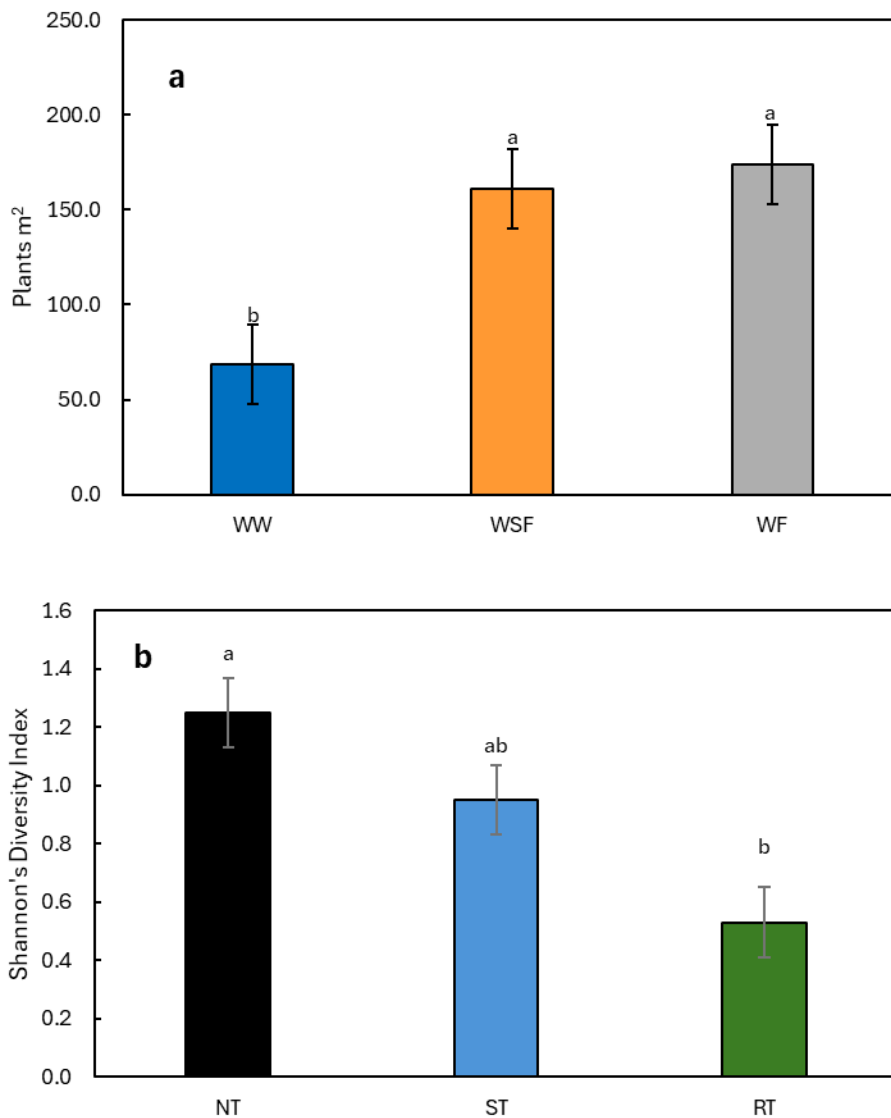 250.0
a
200.0
a
a
150.0
Plants m²
100.0
b
50.0
0.0
WW WSF WF
1.6
b
a
1.4
1.2
ab
1.0
Shannon's Diversity Index
0.8
b
0.6
0.4
0.2
0.0
NT ST RT